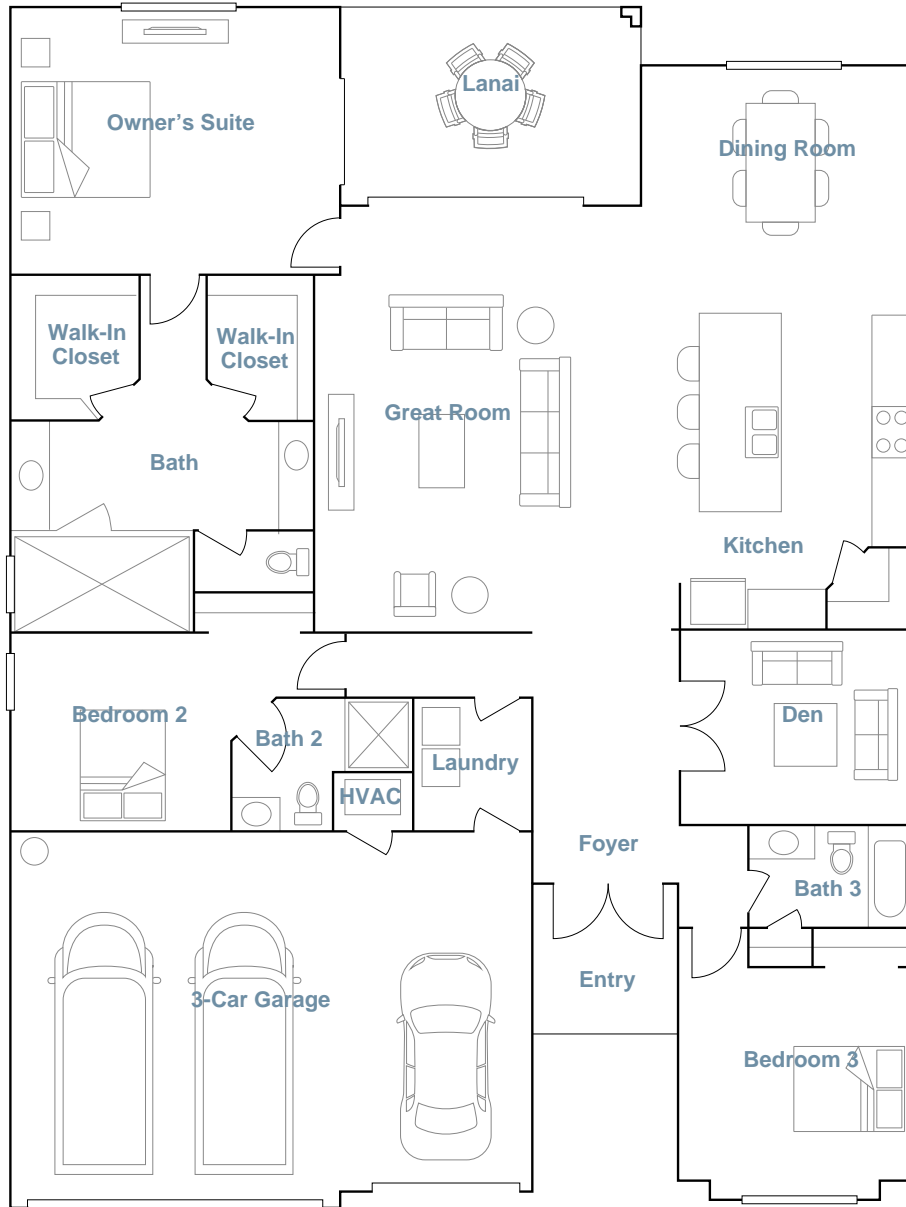 Lanai
Owner's Suite
Dining Room
Walk-In
Closet
Walk-In
Closet
Great Room
Bath
Kitchen
Bedroom 2
Den
Bath 2
Laundry
HVAC
Foyer
Bath 3
Entry
3-Car Garage
Bedroom 3